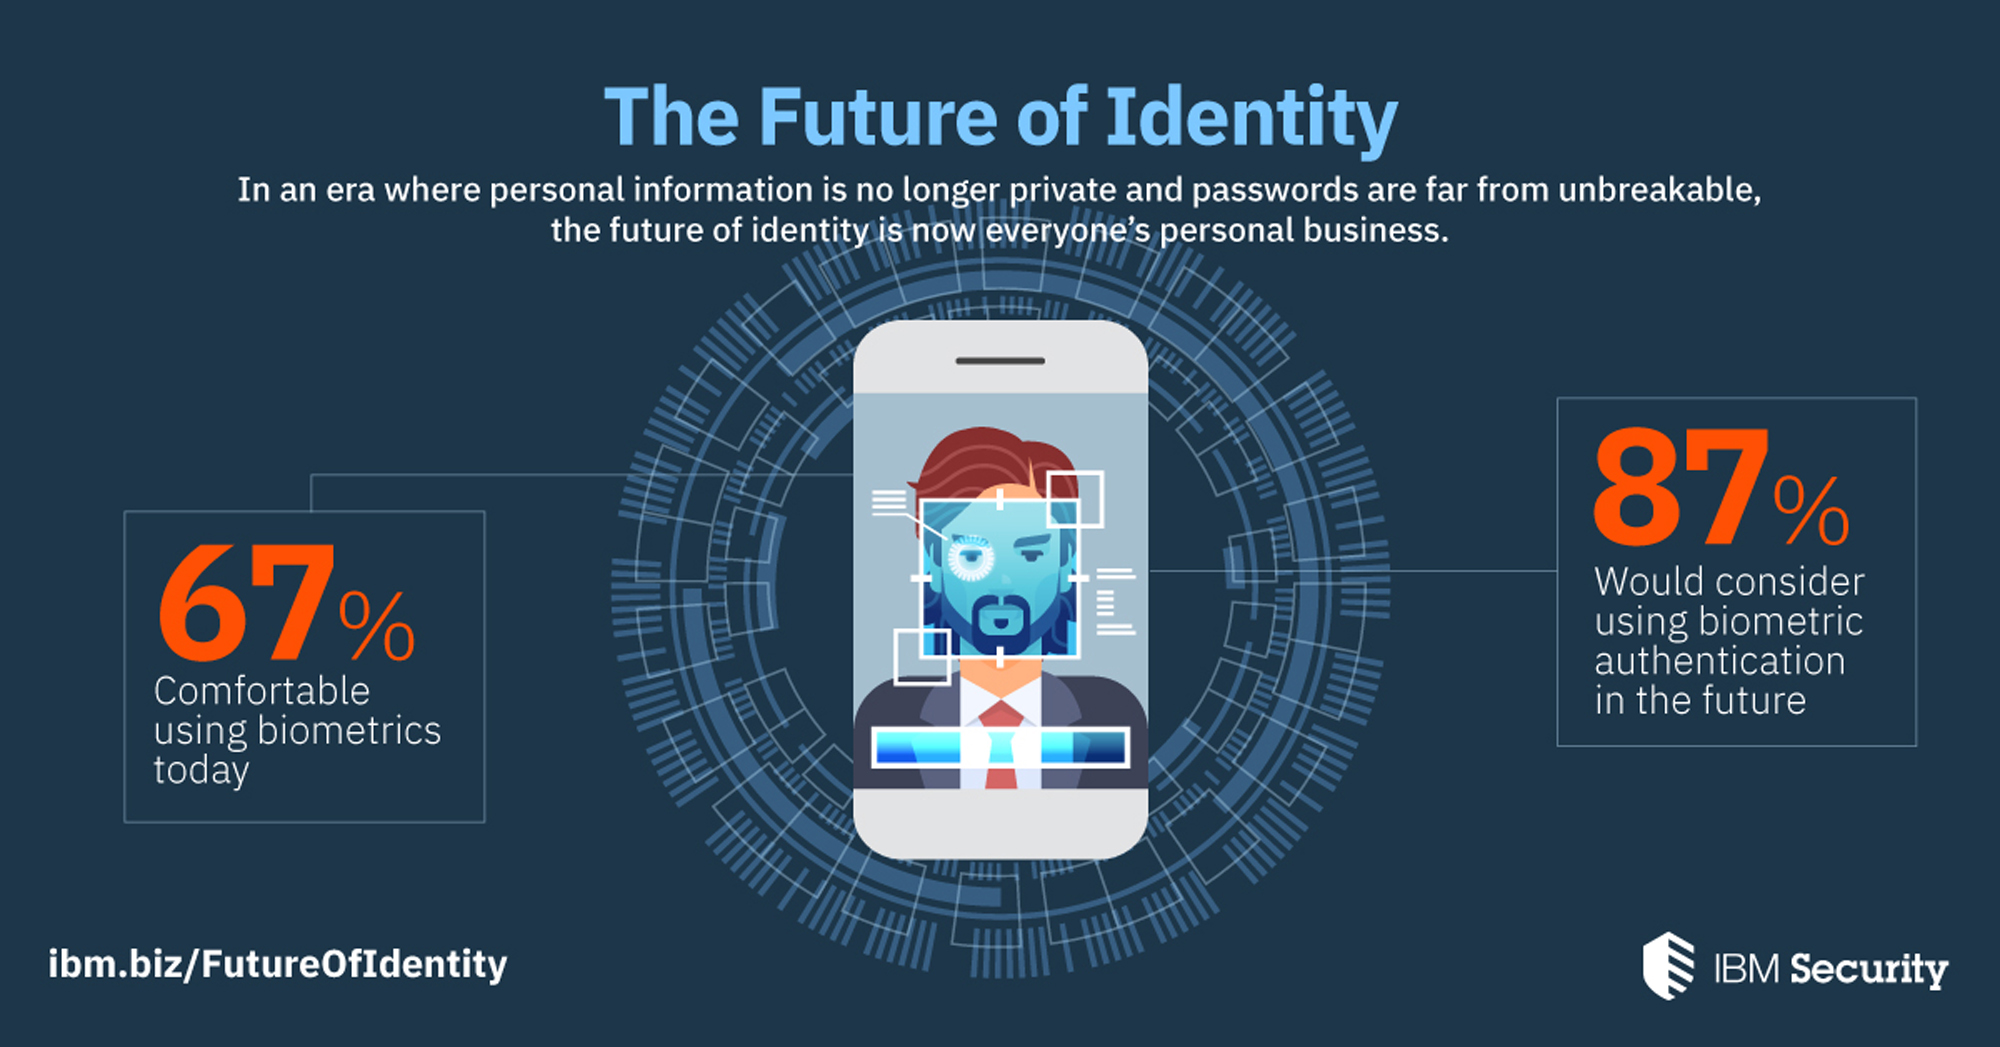 The Future of Identity
In an era where personal information is no longer private and passwords are far from unbreakable,
the future of identity is now everyone's personal business.
67%
Comfortable
using biometrics
today
87%
Would consider
using biometric
authentication
in the future
ibm.biz/FutureOfIdentity
IBM Security